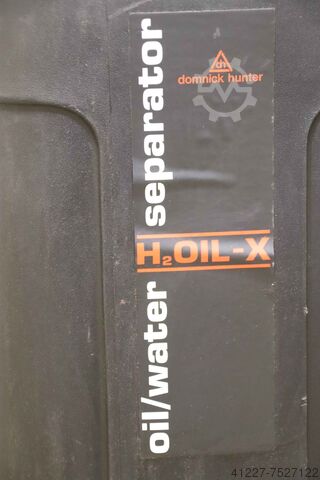 dh
domnick hunter
oil/water separator
H₂OIL-X
41227-7527122